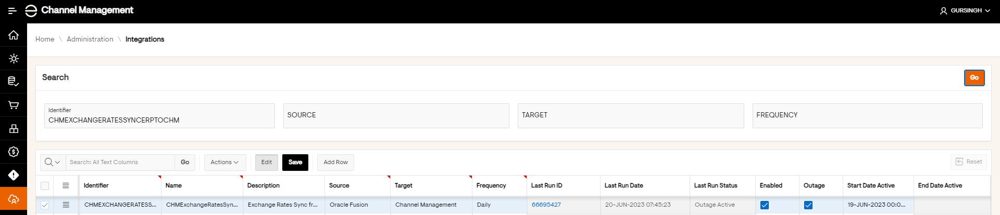 Channel Management
GURSINGH
Home \ Administration \ Integrations
Search
Go
Identifier
CHMEXCHANGERATESSYNCERPTOCHM
SOURCE
TARGET
FREQUENCY
Search: All Text Columns
Go
Actions
Edit
Save
Add Row
Reset
Identifier Name Description Source Target Frequency Last Run ID Last Run Date Last Run Status Enabled Outage Start Date Active End Date Active
CHMEXCHANGERATESS... CHMExchangeRatesSyn... Exchange Rates Sync fr... Oracle Fusion Channel Management Daily 66695427 20-JUN-2023 07:45:23 Outage Active 19-JUN-2023 00:0...